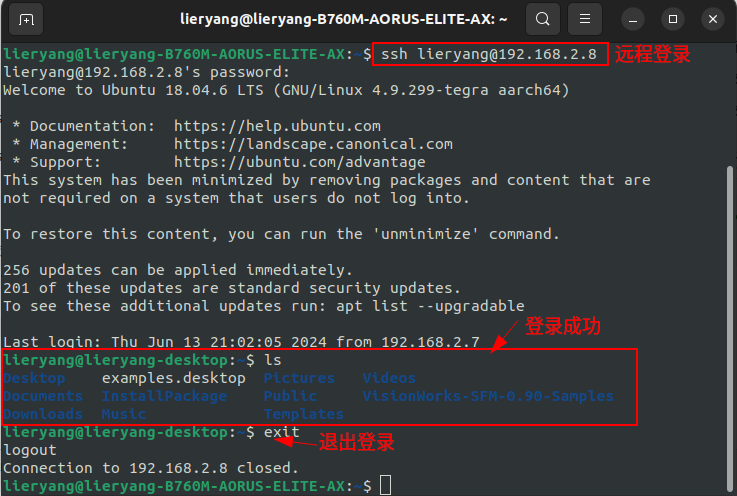 lieryang@lieryang-B760M-AORUS-ELITE-AX: ~
lieryang@lieryang-B760M-AORUS-ELITE-AX:~$ ssh lieryang@192.168.2.8 远程登录
lieryang@192.168.2.8's password:
Welcome to Ubuntu 18.04.6 LTS (GNU/Linux 4.9.299-tegra aarch64)
* Documentation:  https://help.ubuntu.com
* Management:     https://landscape.canonical.com
* Support:        https://ubuntu.com/advantage
This system has been minimized by removing packages and content that are
not required on a system that users do not log into.
To restore this content, you can run the 'unminimize' command.
256 updates can be applied immediately.
201 of these updates are standard security updates.
To see these additional updates run: apt list --upgradable
登录成功
Last login: Thu Jun 13 21:02:05 2024 from 192.168.2.7
lieryang@lieryang-desktop:~$ ls
Desktop    examples.desktop  Pictures   Videos
Documents  InstallPackage    Public     VisionWorks-SFM-0.90-Samples
Downloads  Music             Templates
lieryang@lieryang-desktop:~$ exit
退出登录
logout
Connection to 192.168.2.8 closed.
lieryang@lieryang-B760M-AORUS-ELITE-AX:~$